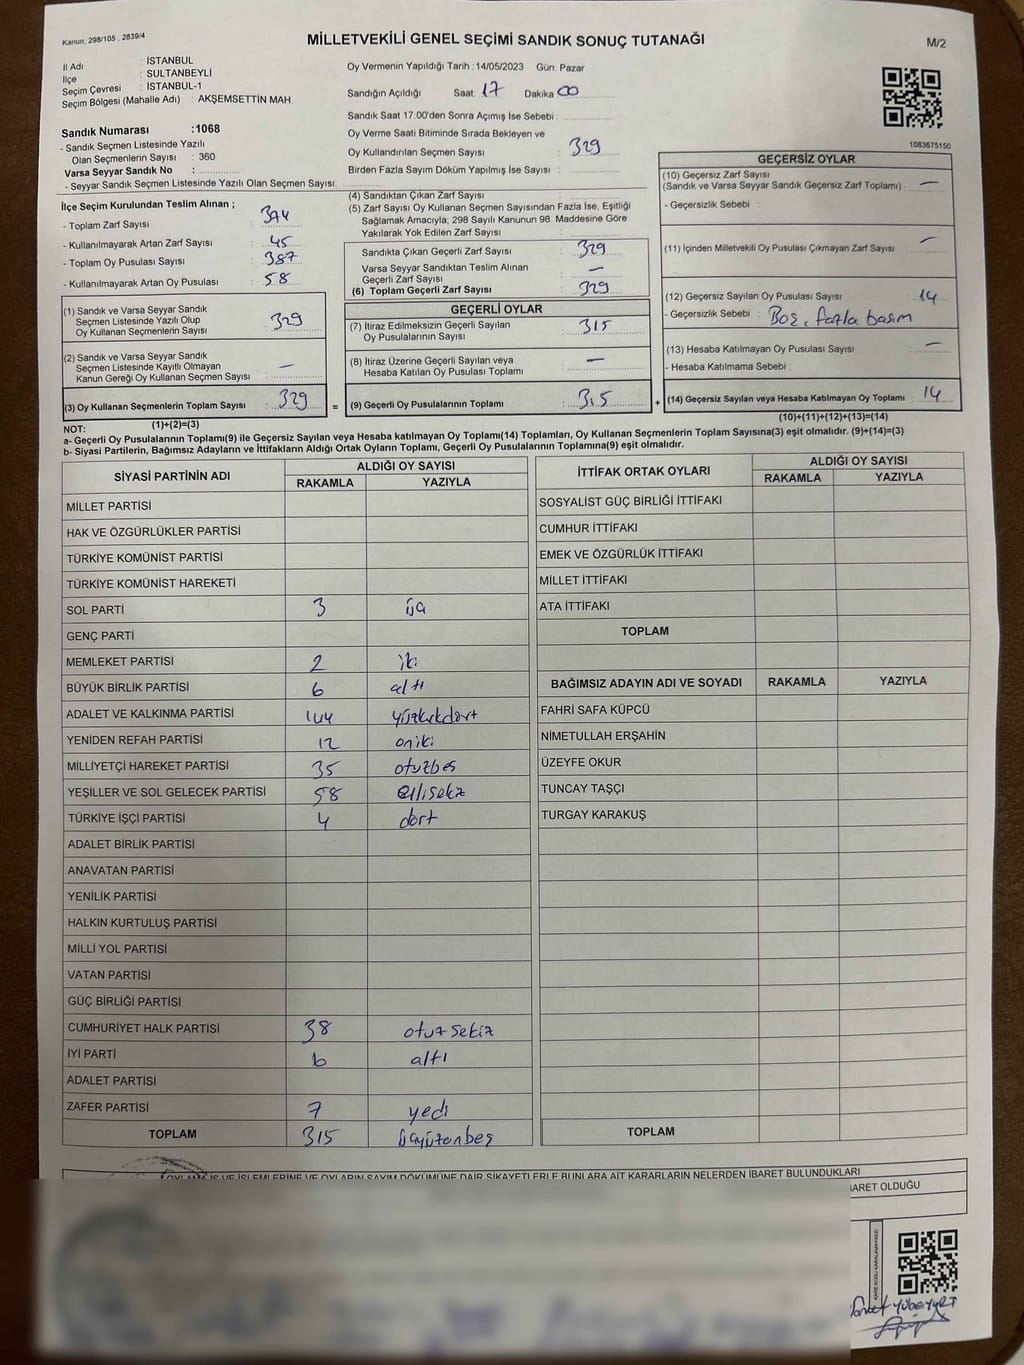 Kanun; 298/105 , 2839/4
MİLLETVEKİLİ GENEL SEÇİMİ SANDIK SONUÇ TUTANAĞI
M/2
İl Adı : İSTANBUL
İlçe : SULTANBEYLİ
Seçim Çevresi : İSTANBUL-1
Seçim Bölgesi (Mahalle Adı) : AKŞEMSETTİN MAH.
Oy Vermenin Yapıldığı Tarih : 14/05/2023 Gün: Pazar
Sandığın Açıldığı Saat: 17 Dakika 00
Sandık Saat 17:00'den Sonra Açımış İse Sebebi :
Sandık Numarası :1068
- Sandık Seçmen Listesinde Yazılı
Olan Seçmenlerin Sayısı : 360
Varsa Seyyar Sandık No :
- Seyyar Sandık Seçmen Listesinde Yazılı Olan Seçmen Sayısı:
Oy Verme Saati Bitiminde Sırada Bekleyen ve
Oy Kullandırılan Seçmen Sayısı 329
Birden Fazla Sayım Döküm Yapılmış İse Sayısı :
1083675150
İlçe Seçim Kurulundan Teslim Alınan ;
- Toplam Zarf Sayısı : 374
- Kullanılmayarak Artan Zarf Sayısı : 45
- Toplam Oy Pusulası Sayısı : 387
- Kullanılmayarak Artan Oy Pusulası : 58
(1) Sandık ve Varsa Seyyar Sandık
Seçmen Listesinde Yazılı Olup
Oy Kullanan Seçmenlerin Sayısı : 329
(2) Sandık ve Varsa Seyyar Sandık
Seçmen Listesinde Kayıtlı Olmayan
Kanun Gereği Oy Kullanan Seçmen Sayısı : —
(3) Oy Kullanan Seçmenlerin Toplam Sayısı : 329 =
(1)+(2)=(3)
(4) Sandıktan Çıkan Zarf Sayısı :
(5) Zarf Sayısı Oy Kullanan Seçmen Sayısından Fazla İse, Eşitliği
Sağlamak Amacıyla; 298 Sayılı Kanunun 98. Maddesine Göre
Yakılarak Yok Edilen Zarf Sayısı :
Sandıkta Çıkan Geçerli Zarf Sayısı : 329
Varsa Seyyar Sandıktan Teslim Alınan
Geçerli Zarf Sayısı : —
(6) Toplam Geçerli Zarf Sayısı : 329
GEÇERLİ OYLAR
(7) İtiraz Edilmeksizin Geçerli Sayılan
Oy Pusulalarının Sayısı : 315
(8) İtiraz Üzerine Geçerli Sayılan veya
Hesaba Katılan Oy Pusulası Toplamı : —
(9) Geçerli Oy Pusulalarının Toplamı : 315 +
GEÇERSİZ OYLAR
(10) Geçersiz Zarf Sayısı
(Sandık ve Varsa Seyyar Sandık Geçersiz Zarf Toplamı) : —
- Geçersizlik Sebebi :
(11) İçinden Milletvekili Oy Pusulası Çıkmayan Zarf Sayısı : —
(12) Geçersiz Sayılan Oy Pusulası Sayısı : 14
- Geçersizlik Sebebi : Boş, fazla basım
(13) Hesaba Katılmayan Oy Pusulası Sayısı : —
- Hesaba Katılmama Sebebi :
(14) Geçersiz Sayılan veya Hesaba Katılmayan Oy Toplamı : 14
(10)+(11)+(12)+(13)=(14)
NOT:
a- Geçerli Oy Pusulalarının Toplamı(9) ile Geçersiz Sayılan veya Hesaba katılmayan Oy Toplamı(14) Toplamları, Oy Kullanan Seçmenlerin Toplam Sayısına(3) eşit olmalıdır. (9)+(14)=(3)
b- Siyasi Partilerin, Bağımsız Adayların ve İttifakların Aldığı Ortak Oyların Toplamı, Geçerli Oy Pusulalarının Toplamına(9) eşit olmalıdır.
SİYASİ PARTİNİN ADI ALDIĞI OY SAYISI
RAKAMLA YAZIYLA
MİLLET PARTİSİ
HAK VE ÖZGÜRLÜKLER PARTİSİ
TÜRKİYE KOMÜNİST PARTİSİ
TÜRKİYE KOMÜNİST HAREKETİ
SOL PARTİ 3 üç
GENÇ PARTİ
MEMLEKET PARTİSİ 2 iki
BÜYÜK BİRLİK PARTİSİ 6 altı
ADALET VE KALKINMA PARTİSİ 144 yüzkırkdört
YENİDEN REFAH PARTİSİ 12 oniki
MİLLİYETÇİ HAREKET PARTİSİ 35 otuzbeş
YEŞİLLER VE SOL GELECEK PARTİSİ 58 ellisekiz
TÜRKİYE İŞÇİ PARTİSİ 4 dört
ADALET BİRLİK PARTİSİ
ANAVATAN PARTİSİ
YENİLİK PARTİSİ
HALKIN KURTULUŞ PARTİSİ
MİLLİ YOL PARTİSİ
VATAN PARTİSİ
GÜÇ BİRLİĞİ PARTİSİ
CUMHURİYET HALK PARTİSİ 38 otuz sekiz
İYİ PARTİ 6 altı
ADALET PARTİSİ
ZAFER PARTİSİ 7 yedi
TOPLAM 315 üçyüzonbeş
İTTİFAK ORTAK OYLARI ALDIĞI OY SAYISI
RAKAMLA YAZIYLA
SOSYALİST GÜÇ BİRLİĞİ İTTİFAKI
CUMHUR İTTİFAKI
EMEK VE ÖZGÜRLÜK İTTİFAKI
MİLLET İTTİFAKI
ATA İTTİFAKI
TOPLAM
BAĞIMSIZ ADAYIN ADI VE SOYADI RAKAMLA YAZIYLA
FAHRİ SAFA KÜPCÜ
NİMETULLAH ERŞAHİN
ÜZEYFE OKUR
TUNCAY TAŞÇI
TURGAY KARAKUŞ
TOPLAM
OYLAMA İŞ VE İŞLEMLERİNE VE OYLARIN SAYIM DÖKÜMÜNE DAİR ŞİKAYETLERLE BUNLARA AİT KARARLARIN NELERDEN İBARET BULUNDUKLARI
BARET OLDUĞU